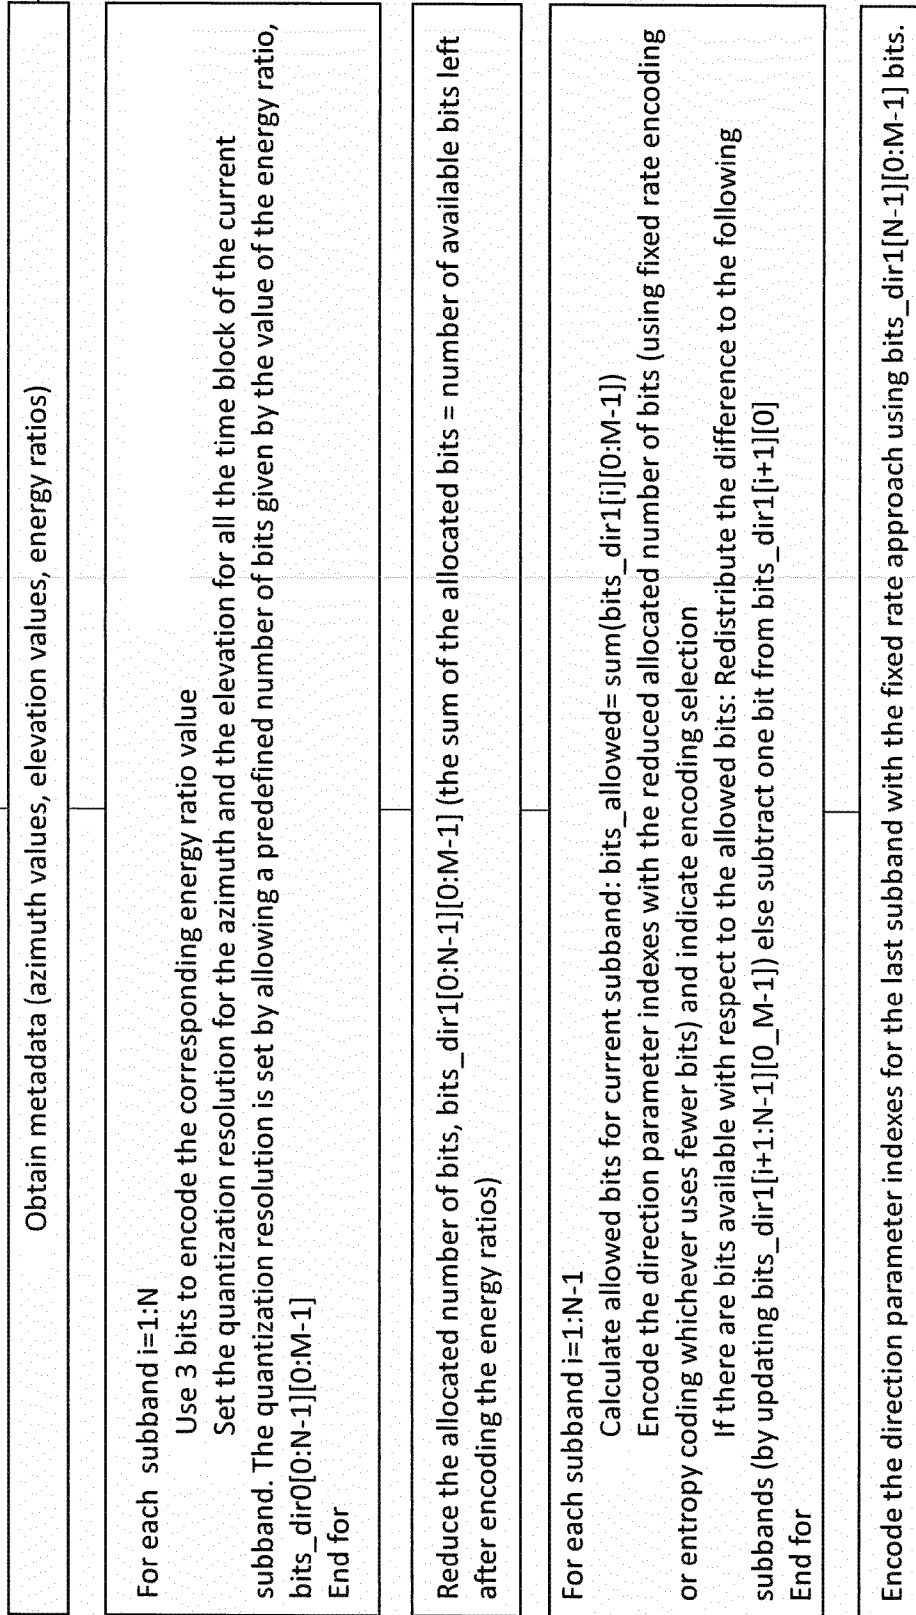 Obtain metadata (azimuth values, elevation values, energy ratios)
For each subband i=1:N
Use 3 bits to encode the corresponding energy ratio value
Set the quantization resolution for the azimuth and the elevation for all the time block of the current
subband. The quantization resolution is set by allowing a predefined number of bits given by the value of the energy ratio,
bits_dir0[0:N-1][0:M-1]
End for
Reduce the allocated number of bits, bits_dir1[0:N-1][0:M-1] (the sum of the allocated bits = number of available bits left
after encoding the energy ratios)
For each subband i=1:N-1
Calculate allowed bits for current subband: bits_allowed= sum(bits_dir1[i][0:M-1])
Encode the direction parameter indexes with the reduced allocated number of bits (using fixed rate encoding
or entropy coding whichever uses fewer bits) and indicate encoding selection
If there are bits available with respect to the allowed bits: Redistribute the difference to the following
subbands (by updating bits_dir1[i+1:N-1][0_M-1]) else subtract one bit from bits_dir1[i+1][0]
End for
Encode the direction parameter indexes for the last subband with the fixed rate approach using bits_dir1[N-1][0:M-1] bits.